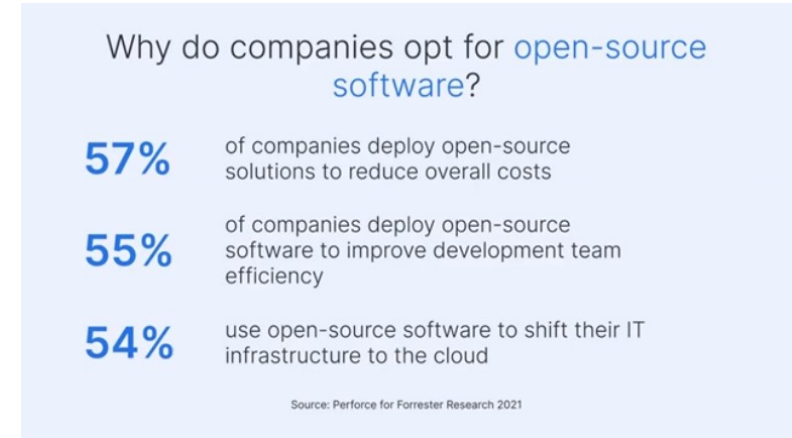 Why do companies opt for open-source
software?
57%
of companies deploy open-source
solutions to reduce overall costs
55%
of companies deploy open-source
software to improve development team
efficiency
54%
use open-source software to shift their IT
infrastructure to the cloud
Source: Perforce for Forrester Research 2021